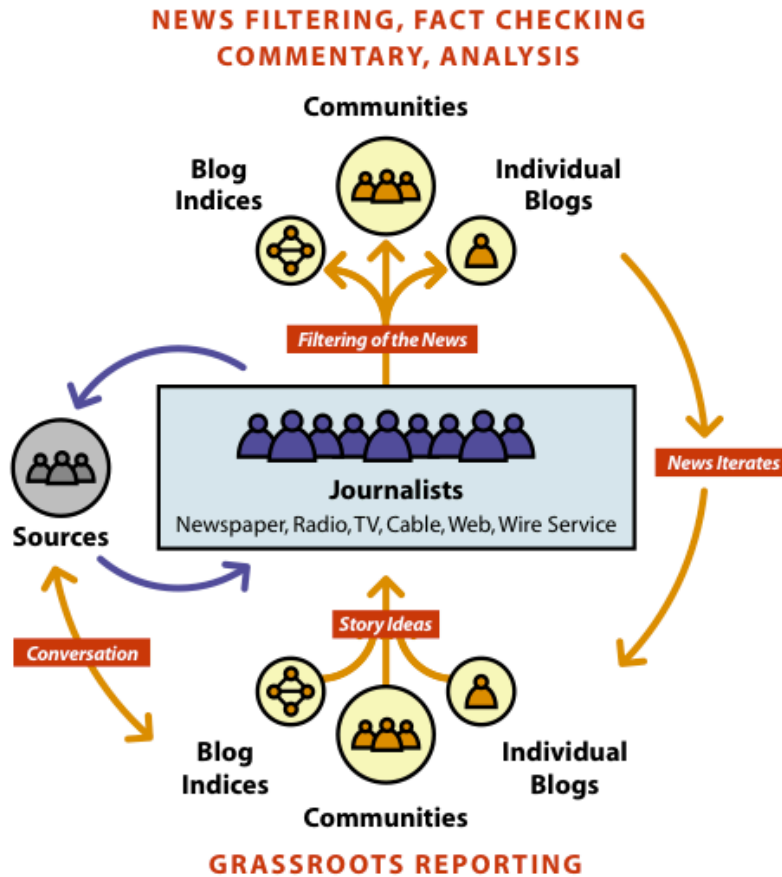 NEWS FILTERING, FACT CHECKING
COMMENTARY, ANALYSIS
Communities
Blog
Indices
Individual
Blogs
Filtering of the News
Journalists
Newspaper, Radio, TV, Cable, Web, Wire Service
Sources
News Iterates
Story Ideas
Conversation
Blog
Indices
Individual
Blogs
Communities
GRASSROOTS REPORTING